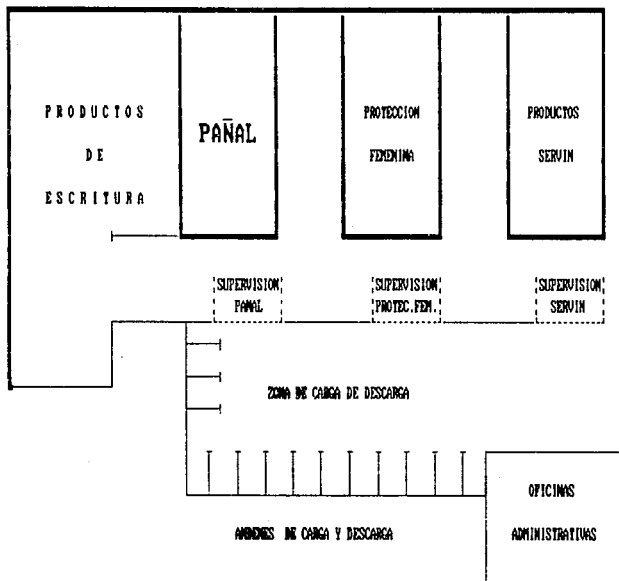 PRODUCTOS
DE
ESCRITURA
PAÑAL
PROTECCION
FEMENINA
PRODUCTOS
SERVIN
SUPERVISION
PANAL
SUPERVISION
PROTEC.FEM.
SUPERVISION
SERVIN
ZONA DE CARGA DE DESCARGA
ANDENES DE CARGA Y DESCARGA
OFICINAS
ADMINISTRATIVAS